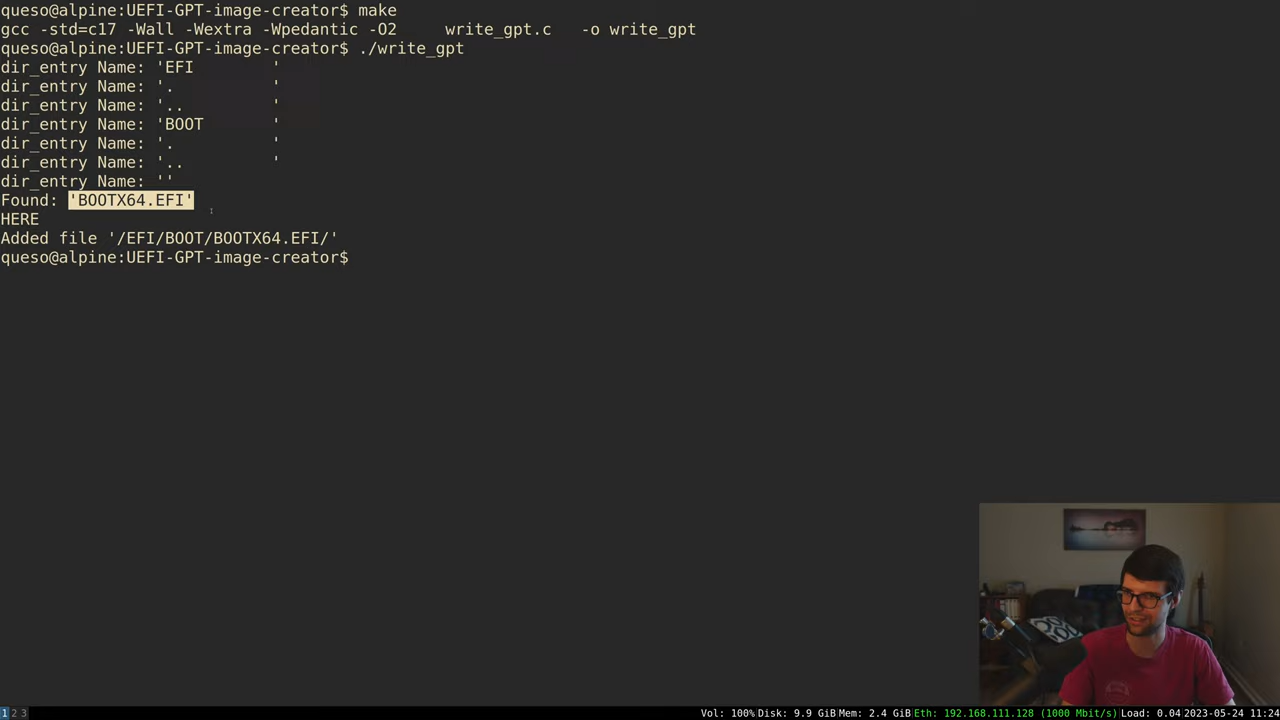 queso@alpine:UEFI-GPT-image-creator$ make
gcc -std=c17 -Wall -Wextra -Wpedantic -O2     write_gpt.c   -o write_gpt
queso@alpine:UEFI-GPT-image-creator$ ./write_gpt
dir_entry Name: 'EFI        '
dir_entry Name: '.          '
dir_entry Name: '..         '
dir_entry Name: 'BOOT       '
dir_entry Name: '.          '
dir_entry Name: '..         '
dir_entry Name: ''
Found: 'BOOTX64.EFI'
HERE
Added file '/EFI/BOOT/BOOTX64.EFI/'
queso@alpine:UEFI-GPT-image-creator$
1 2 3 Vol: 100% Disk: 9.9 GiB Mem: 2.4 GiB Eth: 192.168.111.128 (1000 Mbit/s) Load: 0.04 2023-05-24 11:24